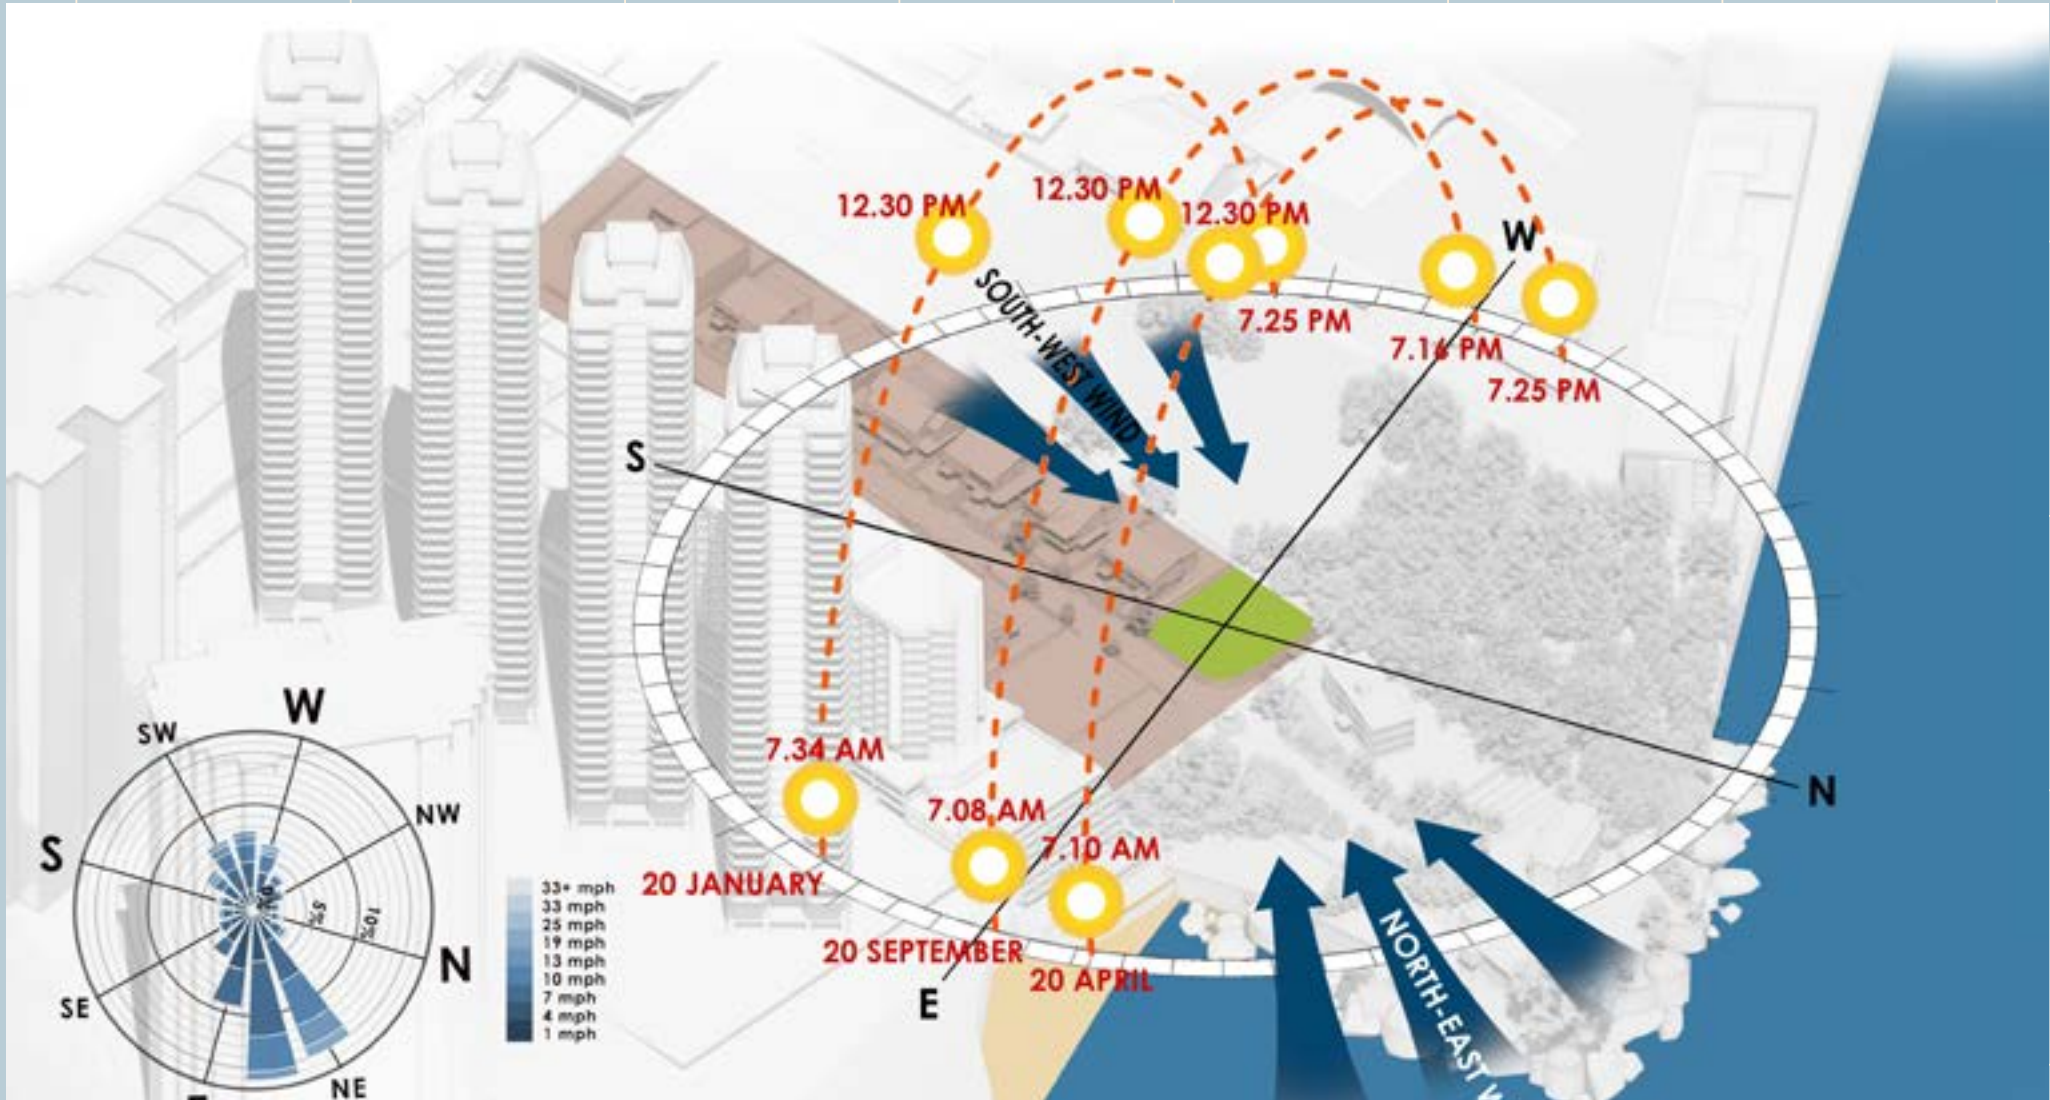 12.30 PM
12.30 PM
12.30 PM
W
SOUTH-WEST WIND
7.25 PM
7.16 PM
7.25 PM
S
N
7.34 AM
7.08 AM
7.10 AM
20 JANUARY
20 SEPTEMBER
20 APRIL
E
NORTH-EAST
W
SW
NW
S
N
SE
NE
0%
5%
10%
33+ mph
33 mph
25 mph
19 mph
13 mph
10 mph
7 mph
4 mph
1 mph